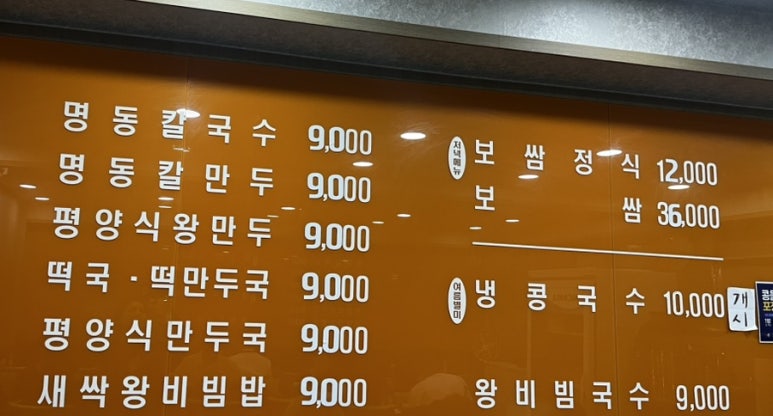 명동칼국수 9,000
명동칼만두 9,000
평양식왕만두 9,000
떡국·떡만두국 9,000
평양식만두국 9,000
새싹왕비빔밥 9,000
저녁메뉴
보쌈정식 12,000
보쌈 36,000
여름별미
냉콩국수 10,000
개시
왕비빔국수 9,000